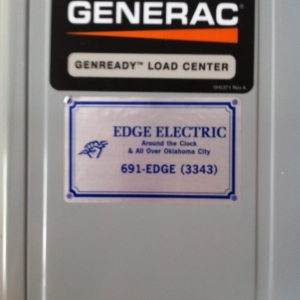 GENERAC
GENREADY™ LOAD CENTER
EDGE ELECTRIC
Around the Clock
& All Over Oklahoma City
691-EDGE (3343)